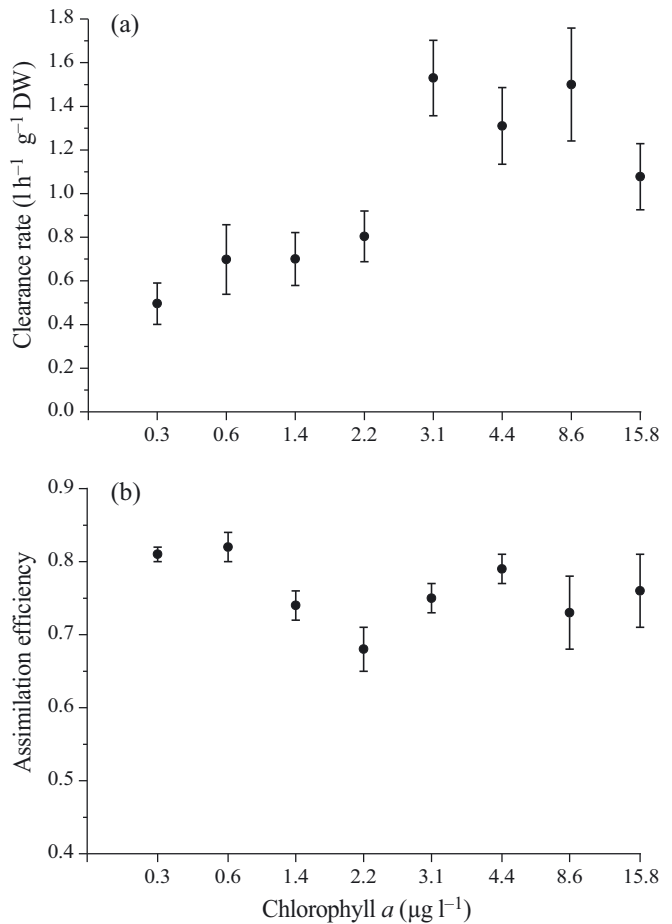 (a)
Clearance rate (l h⁻¹ g⁻¹ DW)
1.8
1.6
1.4
1.2
1.0
0.8
0.6
0.4
0.2
0.0
0.3 0.6 1.4 2.2 3.1 4.4 8.6 15.8
(b)
Assimilation efficiency
0.9
0.8
0.7
0.6
0.5
0.4
0.3 0.6 1.4 2.2 3.1 4.4 8.6 15.8
Chlorophyll a (µg l⁻¹)